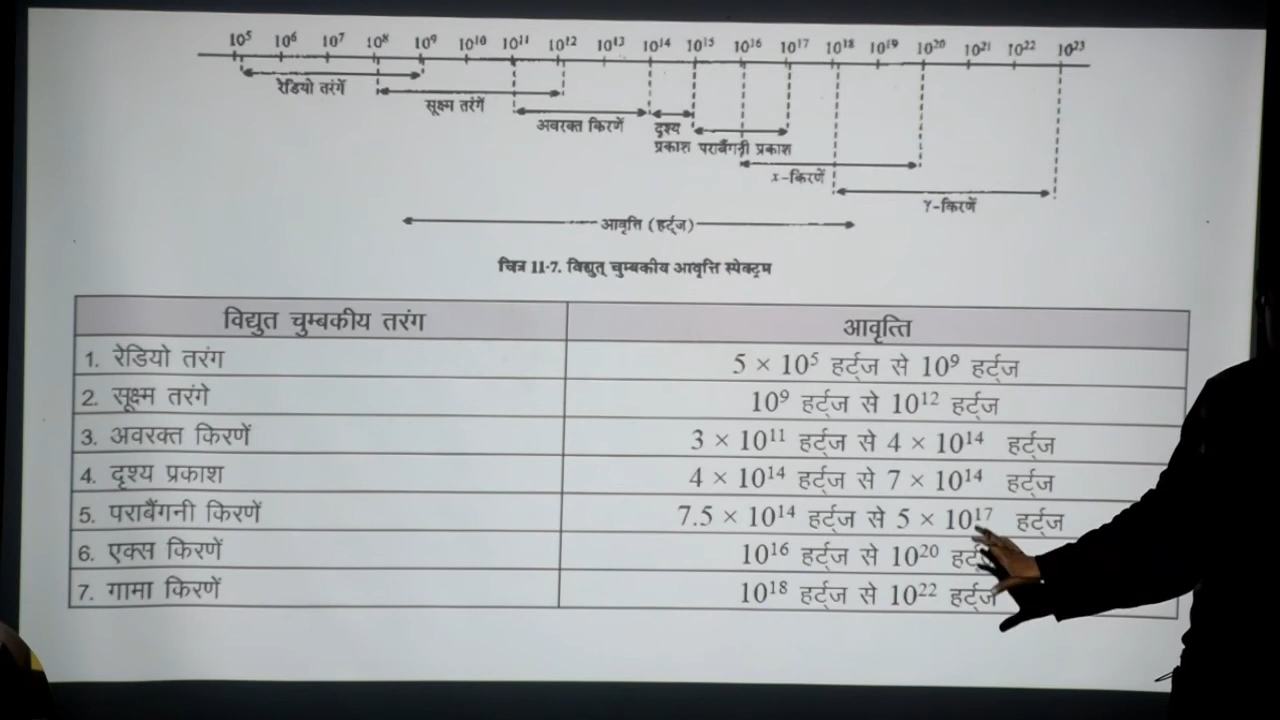 10⁵ 10⁶ 10⁷ 10⁸ 10⁹ 10¹⁰ 10¹¹ 10¹² 10¹³ 10¹⁴ 10¹⁵ 10¹⁶ 10¹⁷ 10¹⁸ 10¹⁹ 10²⁰ 10²¹ 10²² 10²³
रेडियो तरंगें
सूक्ष्म तरंगें
अवरक्त किरणें
दृश्य
प्रकाश
पराबैंगनी प्रकाश
x-किरणें
γ-किरणें
आवृत्ति (हर्ट्ज)
चित्र 11·7. विद्युत् चुम्बकीय आवृत्ति स्पेक्ट्रम
विद्युत चुम्बकीय तरंग आवृत्ति
1. रेडियो तरंग 5 × 10⁵ हर्ट्ज से 10⁹ हर्ट्ज
2. सूक्ष्म तरंगे 10⁹ हर्ट्ज से 10¹² हर्ट्ज
3. अवरक्त किरणें 3 × 10¹¹ हर्ट्ज से 4 × 10¹⁴ हर्ट्ज
4. दृश्य प्रकाश 4 × 10¹⁴ हर्ट्ज से 7 × 10¹⁴ हर्ट्ज
5. पराबैंगनी किरणें 7.5 × 10¹⁴ हर्ट्ज से 5 × 10¹⁷ हर्ट्ज
6. एक्स किरणें 10¹⁶ हर्ट्ज से 10²⁰
7. गामा किरणें 10¹⁸ हर्ट्ज से 10²² हर्ट्ज